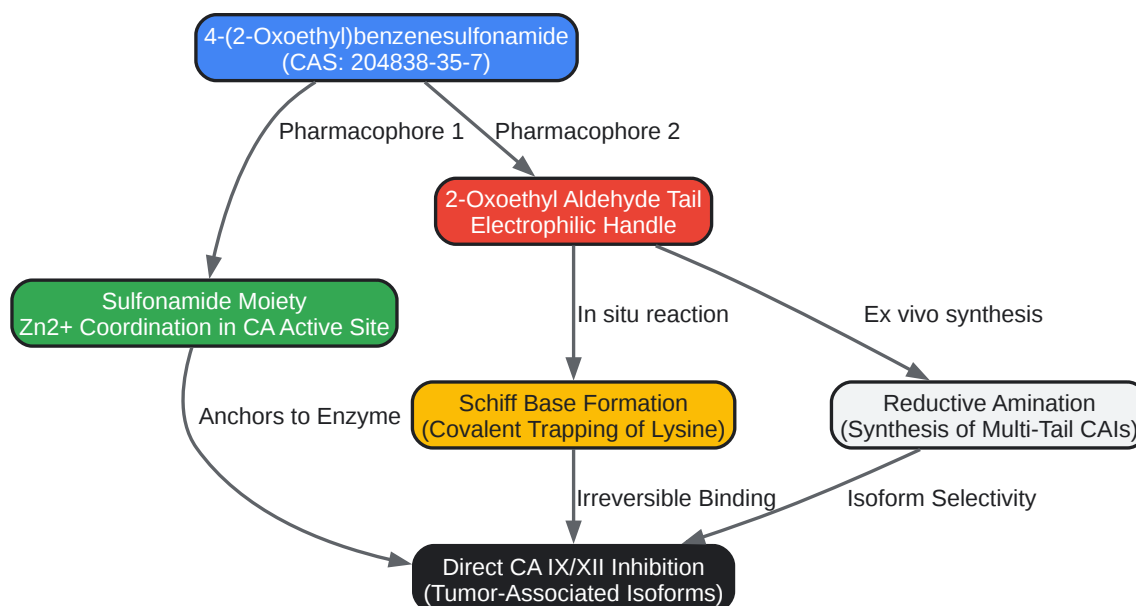 4-(2-Oxoethyl)benzenesulfonamide
(CAS: 204838-35-7)
Pharmacophore 1
Pharmacophore 2
2-Oxoethyl Aldehyde Tail
Electrophilic Handle
Sulfonamide Moiety
Zn2+ Coordination in CA Active Site
In situ reaction
Ex vivo synthesis
Anchors to Enzyme
Schiff Base Formation
(Covalent Trapping of Lysine)
Reductive Amination
(Synthesis of Multi-Tail CAIs)
Irreversible Binding
Isoform Selectivity
Direct CA IX/XII Inhibition
(Tumor-Associated Isoforms)